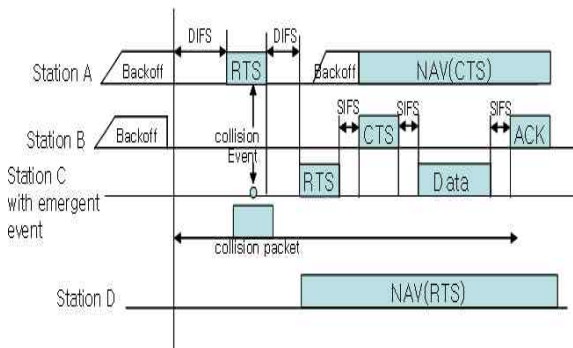 DIFS
DIFS
Station A
Backoff
RTS
Backoff
NAV(CTS)
SIFS
SIFS
SIFS
Station B
Backoff
collision
Event
CTS
ACK
Station C
with emergent
event
RTS
Data
collision packet
Station D
NAV(RTS)